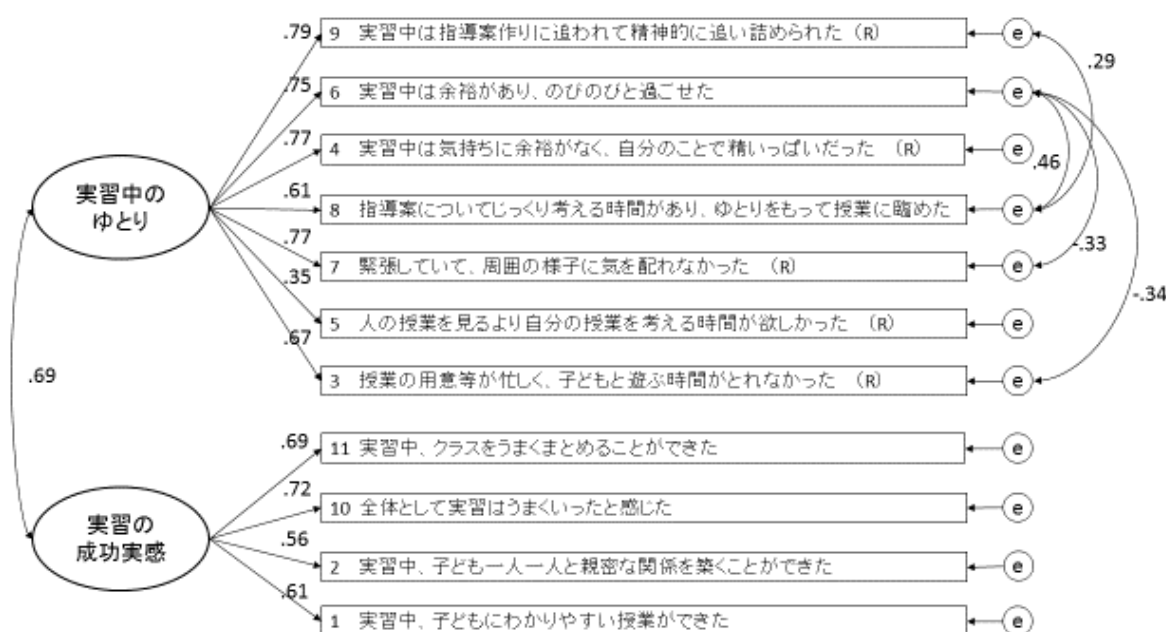 .79
9 実習中は指導案作りに追われて精神的に追い詰められた (R)
e
.29
.75
6 実習中は余裕があり、のびのびと過ごせた
e
.77
4 実習中は気持ちに余裕がなく、自分のことで精いっぱいだった (R)
e
.46
実習中の
ゆとり
.61
8 指導案についてじっくり考える時間があり、ゆとりをもって授業に臨めた
e
.77
7 緊張していて、周囲の様子に気を配れなかった (R)
e
-.33
.35
5 人の授業を見るより自分の授業を考える時間が欲しかった (R)
e
-.34
.67
3 授業の用意等が忙しく、子どもと遊ぶ時間がとれなかった (R)
e
.69
.69
11 実習中、クラスをうまくまとめることができた
e
.72
10 全体として実習はうまくいったと感じた
e
実習の
成功実感
.56
2 実習中、子ども一人一人と親密な関係を築くことができた
e
.61
1 実習中、子どもにわかりやすい授業ができた
e